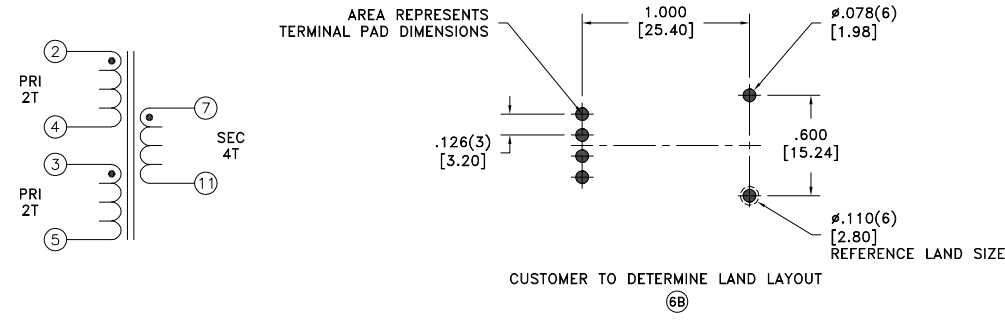 2
PRI
2T
4
3
PRI
2T
5
7
SEC
4T
11
AREA REPRESENTS
TERMINAL PAD DIMENSIONS
1.000
[25.40]
ø.078(6)
[1.98]
.126(3)
[3.20]
.600
[15.24]
ø.110(6)
[2.80]
REFERENCE LAND SIZE
CUSTOMER TO DETERMINE LAND LAYOUT
6B